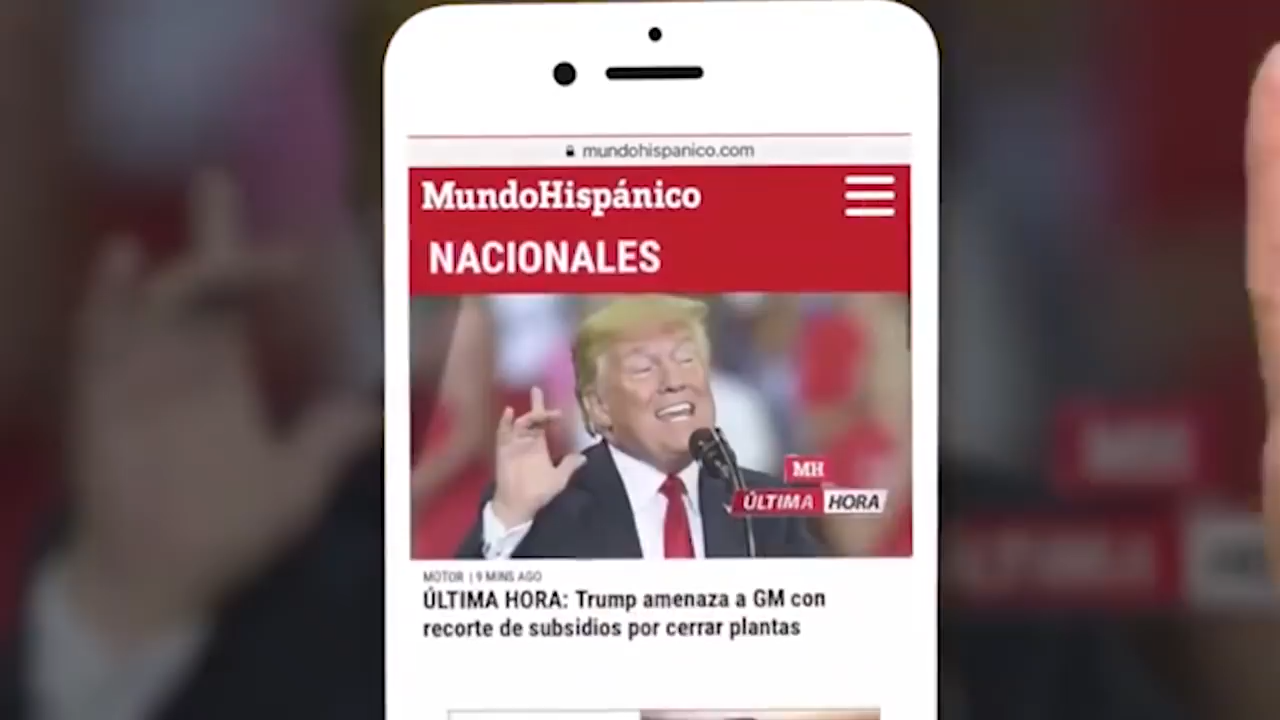 mundohispanico.com
MundoHispánico
NACIONALES
MH
ÚLTIMA HORA
MOTOR | 9 MINS AGO
ÚLTIMA HORA: Trump amenaza a GM con
recorte de subsidios por cerrar plantas